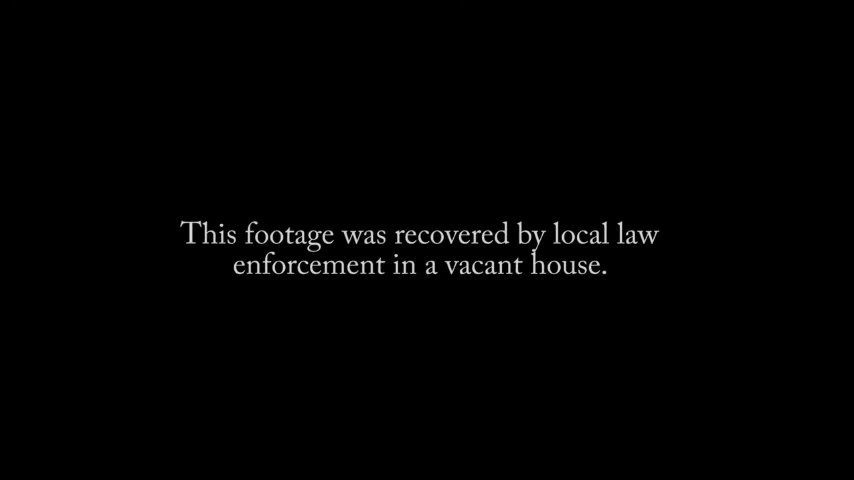 This footage was recovered by local law
enforcement in a vacant house.